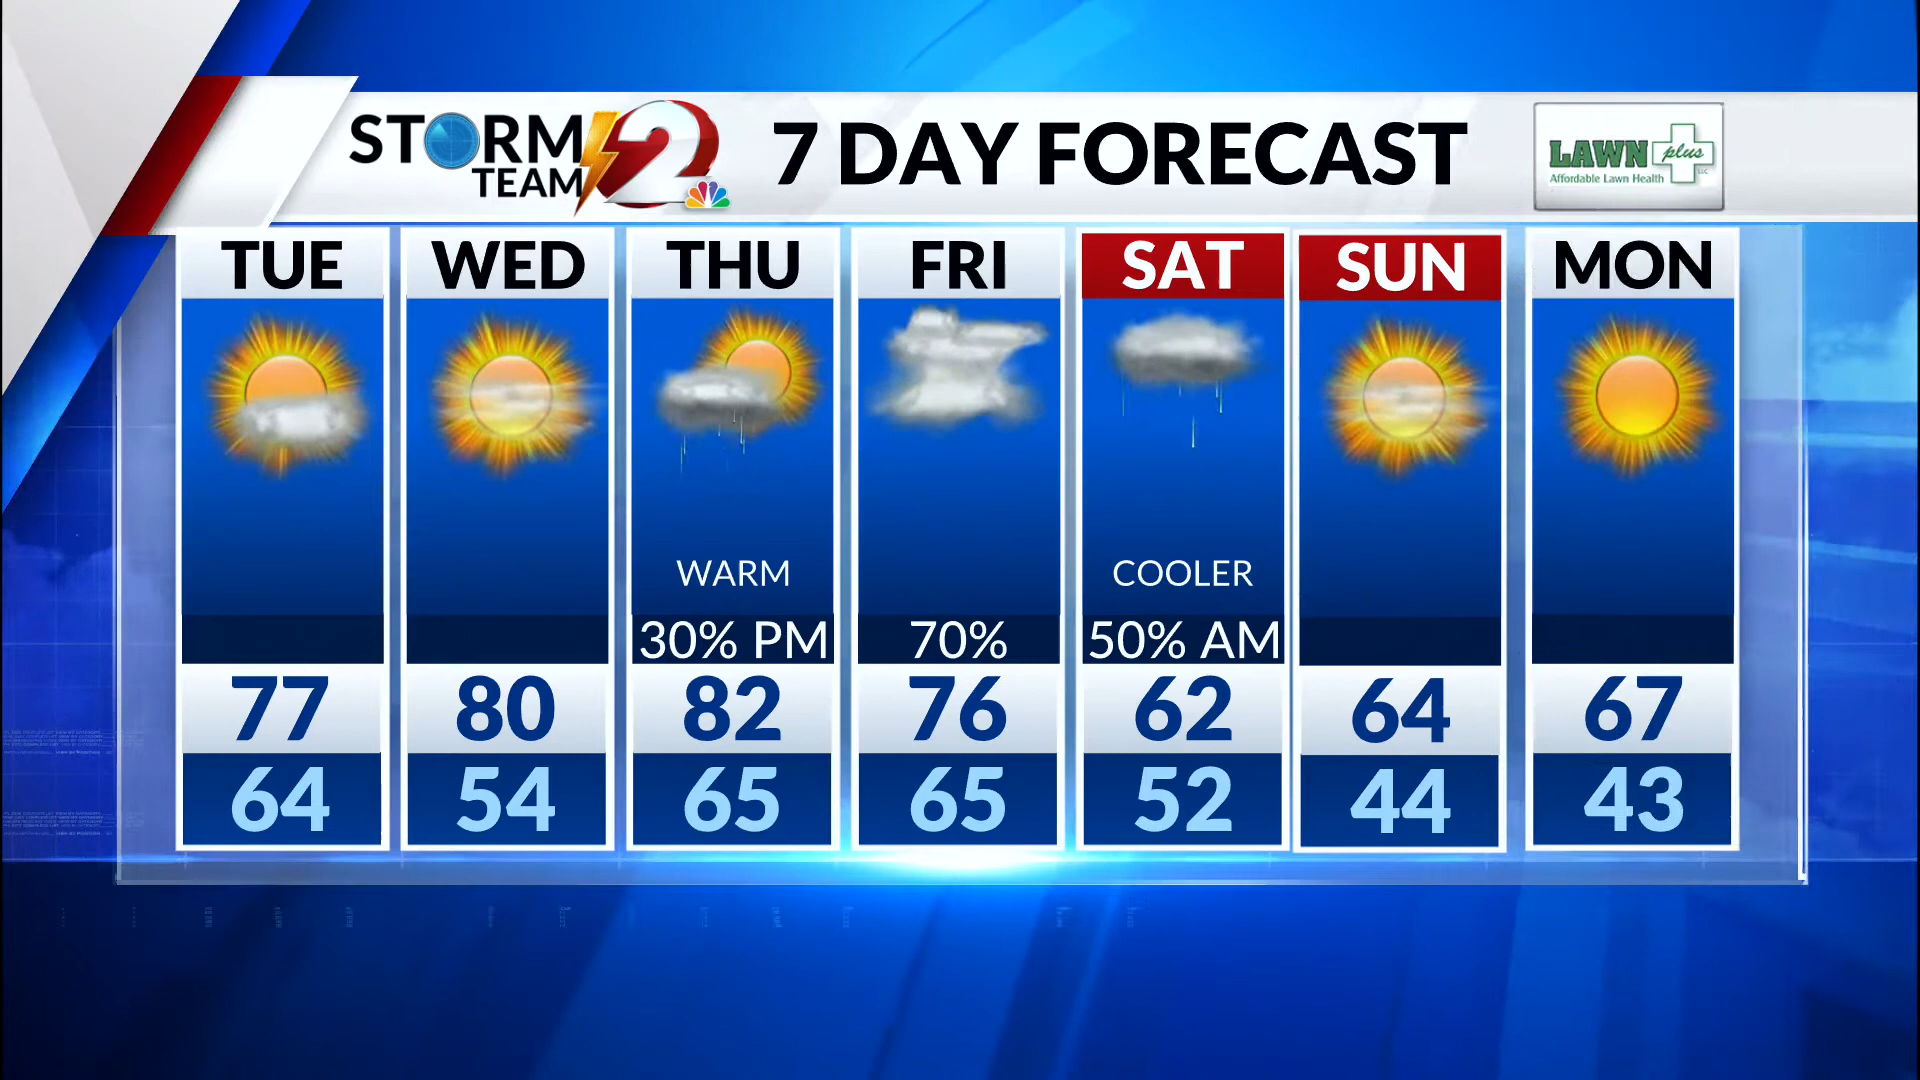 STORM
TEAM
2
7 DAY FORECAST
LAWN plus
LLC
Affordable Lawn Health
TUE WED THU FRI SAT SUN MON
WARM COOLER
30% PM 70% 50% AM
77 80 82 76 62 64 67
64 54 65 65 52 44 43